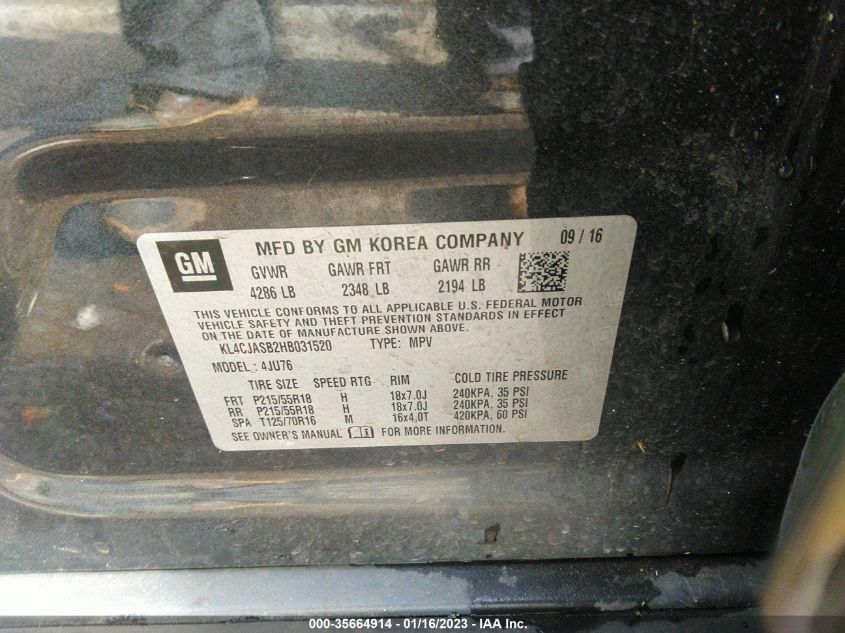 GM
MFD BY GM KOREA COMPANY 09 / 16
GVWR GAWR FRT GAWR RR
4286 LB 2348 LB 2194 LB
THIS VEHICLE CONFORMS TO ALL APPLICABLE U.S. FEDERAL MOTOR
VEHICLE SAFETY AND THEFT PREVENTION STANDARDS IN EFFECT
ON THE DATE OF MANUFACTURE SHOWN ABOVE.
KL4CJASB2HB031520 TYPE: MPV
MODEL: 4JU76
TIRE SIZE SPEED RTG RIM COLD TIRE PRESSURE
FRT P215/55R18 H 18x7.0J 240KPA, 35 PSI
RR P215/55R18 H 18x7.0J 240KPA, 35 PSI
SPA T125/70R16 M 16x4.0T 420KPA, 60 PSI
SEE OWNER'S MANUAL FOR MORE INFORMATION.
000-35664914 - 01/16/2023 - IAA Inc.